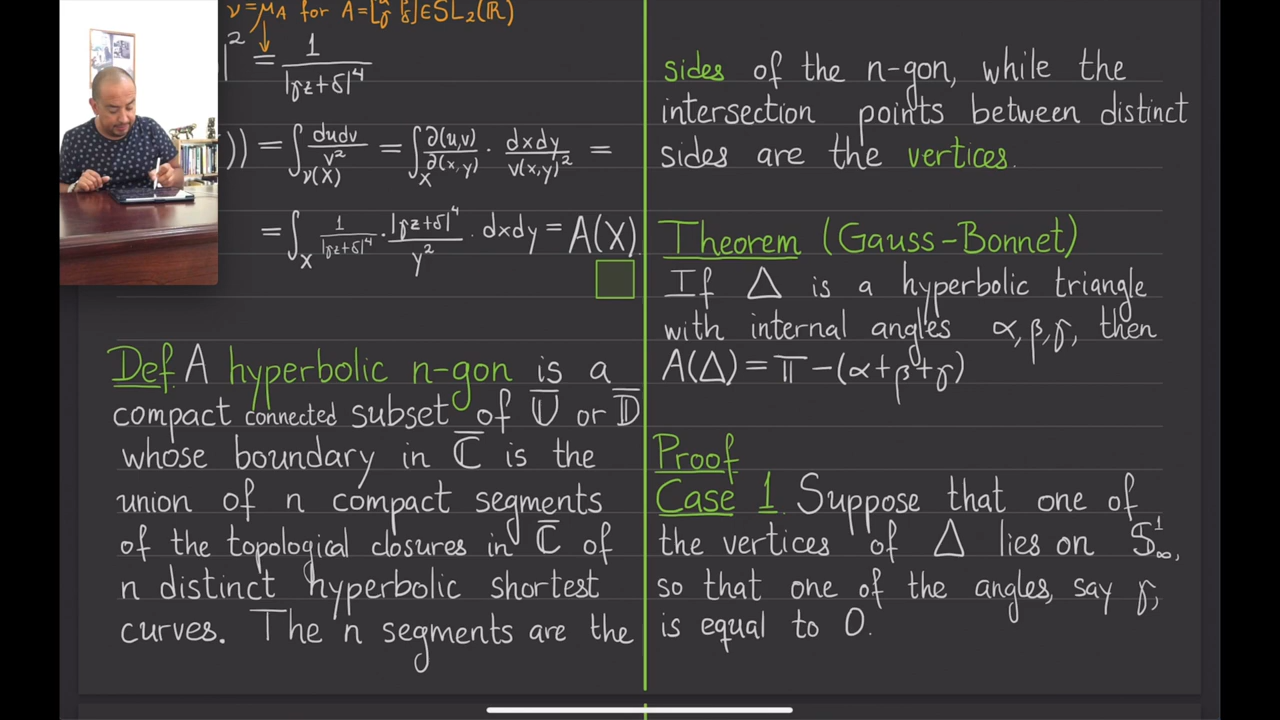 ν = μ_A for A = [ γ δ ] ∈ SL₂(ℝ)
|² = 1/|γz+δ|⁴
)) = ∫_{ν(X)} dudv/v² = ∫_X ∂(u,v)/∂(x,y) · dxdy/v(x,y)² =
= ∫_X 1/|γz+δ|⁴ · |γz+δ|⁴/y² · dxdy = A(X).
Def. A hyperbolic n-gon is a
compact connected subset of U̅ or D̅
whose boundary in ℂ̅ is the
union of n compact segments
of the topological closures in ℂ̅ of
n distinct hyperbolic shortest
curves. The n segments are the
sides of the n-gon, while the
intersection points between distinct
sides are the vertices.
Theorem (Gauss-Bonnet)
If △ is a hyperbolic triangle
with internal angles α, β, γ, then
A(△) = π − (α+β+γ)
Proof
Case 1. Suppose that one of
the vertices of △ lies on 𝕊¹_∞,
so that one of the angles, say γ,
is equal to 0.